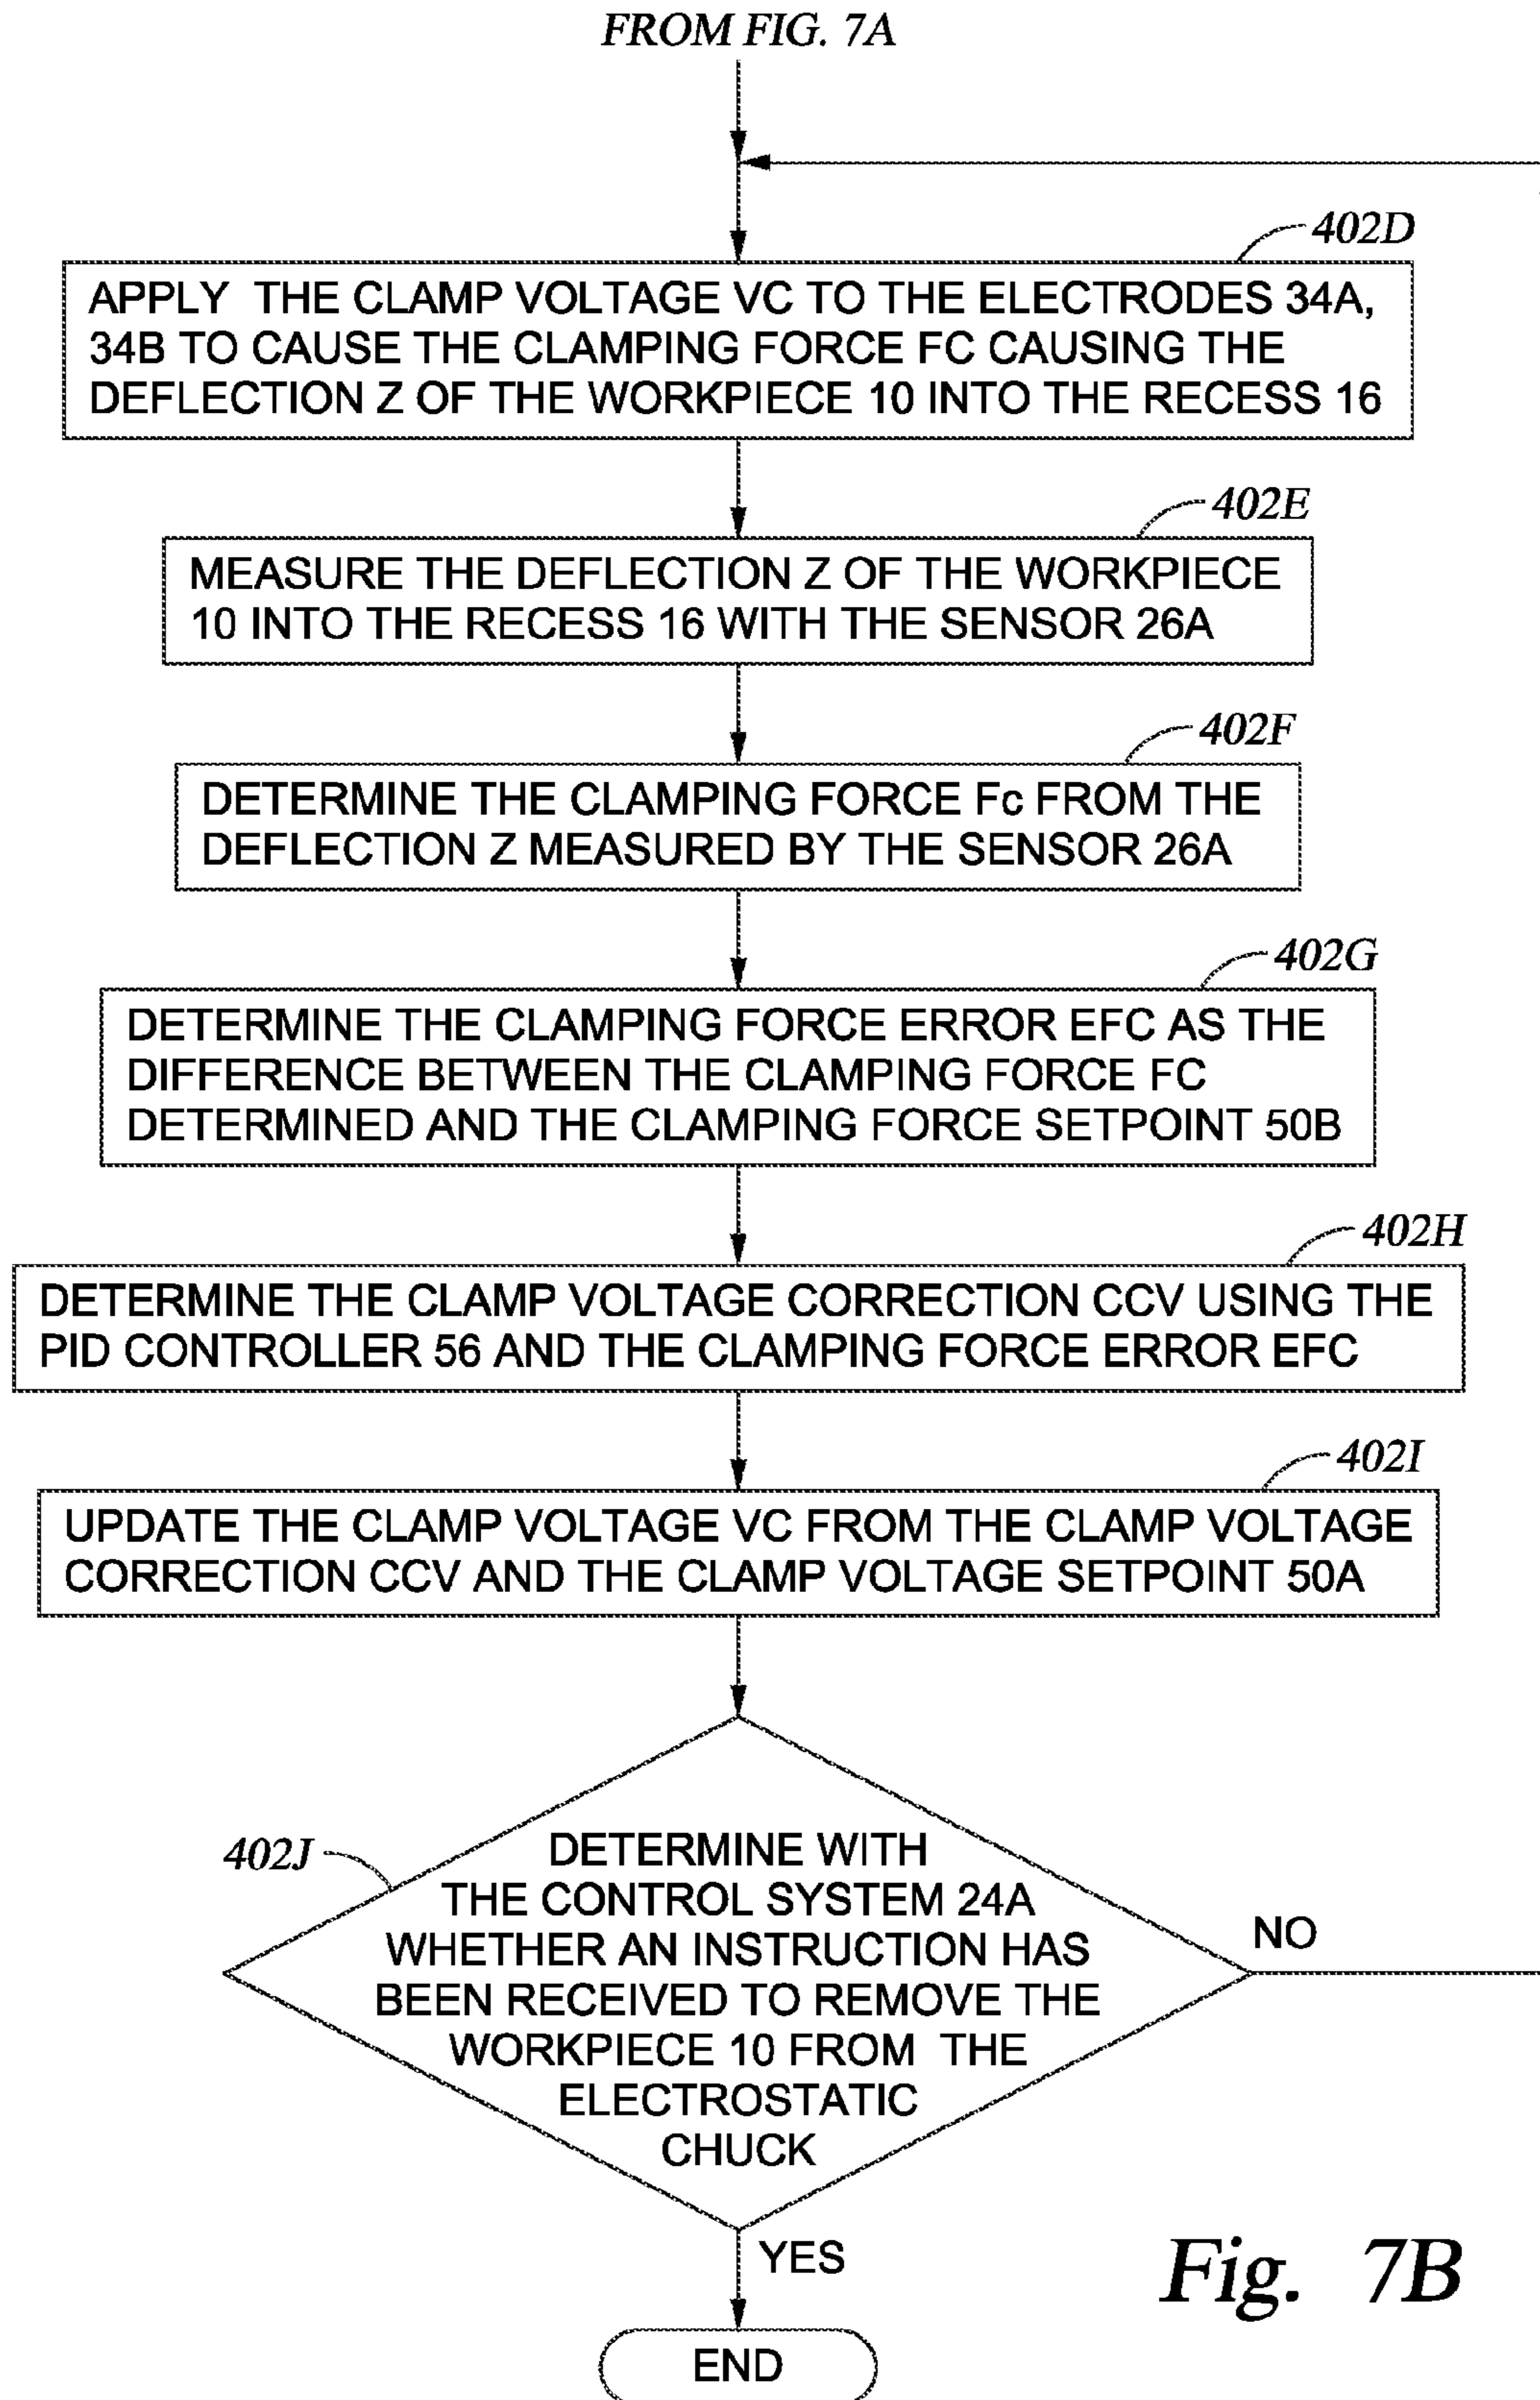 FROM FIG. 7A
402D
APPLY THE CLAMP VOLTAGE VC TO THE ELECTRODES 34A,
34B TO CAUSE THE CLAMPING FORCE FC CAUSING THE
DEFLECTION Z OF THE WORKPIECE 10 INTO THE RECESS 16
402E
MEASURE THE DEFLECTION Z OF THE WORKPIECE
10 INTO THE RECESS 16 WITH THE SENSOR 26A
402F
DETERMINE THE CLAMPING FORCE Fc FROM THE
DEFLECTION Z MEASURED BY THE SENSOR 26A
402G
DETERMINE THE CLAMPING FORCE ERROR EFC AS THE
DIFFERENCE BETWEEN THE CLAMPING FORCE FC
DETERMINED AND THE CLAMPING FORCE SETPOINT 50B
402H
DETERMINE THE CLAMP VOLTAGE CORRECTION CCV USING THE
PID CONTROLLER 56 AND THE CLAMPING FORCE ERROR EFC
402I
UPDATE THE CLAMP VOLTAGE VC FROM THE CLAMP VOLTAGE
CORRECTION CCV AND THE CLAMP VOLTAGE SETPOINT 50A
402J
DETERMINE WITH
THE CONTROL SYSTEM 24A
WHETHER AN INSTRUCTION HAS
BEEN RECEIVED TO REMOVE THE
WORKPIECE 10 FROM THE
ELECTROSTATIC
CHUCK
NO
YES
END
Fig. 7B